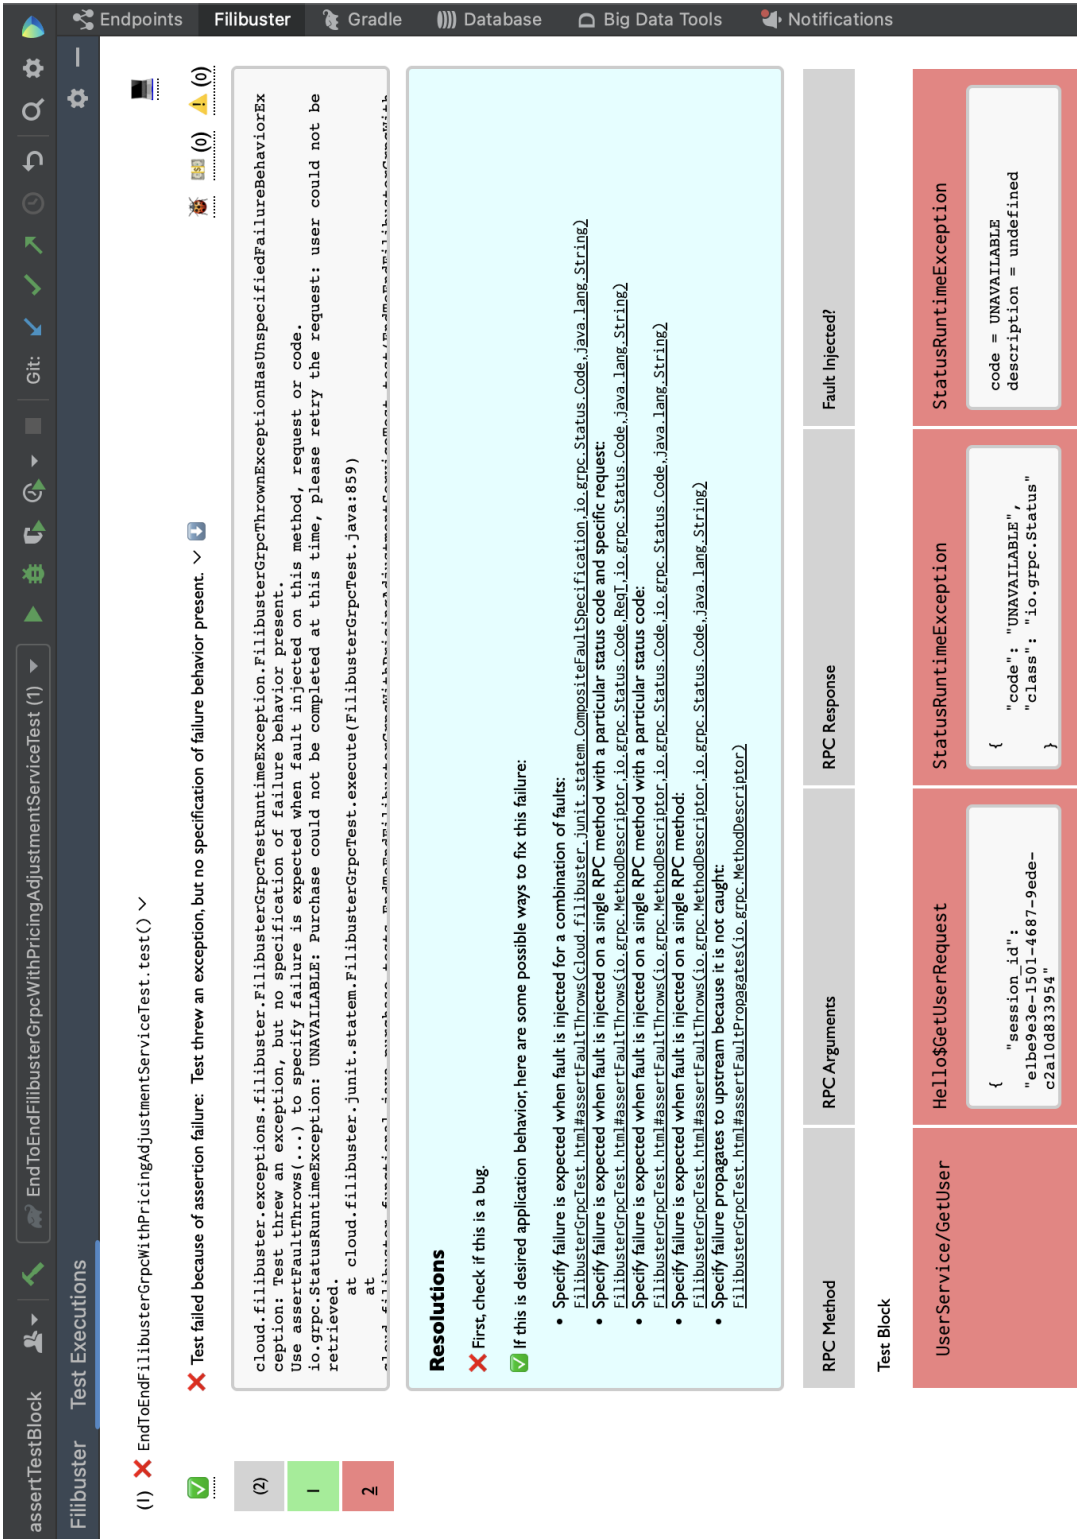 assertTestBlock
EndToEndFilibusterGrpcWithPricingAdjustmentServiceTest (1)
Git:
Filibuster
Test Executions
(1) EndToEndFilibusterGrpcWithPricingAdjustmentServiceTest.test()
Test failed because of assertion failure: Test threw an exception, but no specification of failure behavior present.
(0)
(0)
(2)
1
2
cloud.filibuster.exceptions.filibuster.FilibusterGrpcTestRuntimeException.FilibusterGrpcThrownExceptionHasUnspecifiedFailureBehaviorEx
ception: Test threw an exception, but no specification of failure behavior present.
Use assertFaultThrows(...) to specify failure is expected when fault injected on this method, request or code.
io.grpc.StatusRuntimeException: UNAVAILABLE: Purchase could not be completed at this time, please retry the request: user could not be
retrieved.
at cloud.filibuster.junit.statem.FilibusterGrpcTest.execute(FilibusterGrpcTest.java:859)
at
Resolutions
First, check if this is a bug.
If this is desired application behavior, here are some possible ways to fix this failure:
• Specify failure is expected when fault is injected for a combination of faults:
FilibusterGrpcTest.html#assertFaultThrows(cloud.filibuster.junit.statem.CompositeFaultSpecification,io.grpc.Status.Code,java.lang.String)
• Specify failure is expected when fault is injected on a single RPC method with a particular status code and specific request:
FilibusterGrpcTest.html#assertFaultThrows(io.grpc.MethodDescriptor,io.grpc.Status.Code,ReqT,io.grpc.Status.Code,java.lang.String)
• Specify failure is expected when fault is injected on a single RPC method with a particular status code:
FilibusterGrpcTest.html#assertFaultThrows(io.grpc.MethodDescriptor,io.grpc.Status.Code,io.grpc.Status.Code,java.lang.String)
• Specify failure is expected when fault is injected on a single RPC method:
FilibusterGrpcTest.html#assertFaultThrows(io.grpc.MethodDescriptor,io.grpc.Status.Code,java.lang.String)
• Specify failure propagates to upstream because it is not caught:
FilibusterGrpcTest.html#assertFaultPropagates(io.grpc.MethodDescriptor)
RPC Method
RPC Arguments
RPC Response
Fault Injected?
Test Block
UserService/GetUser
Hello$GetUserRequest
{
"session_id":
"e1be9e3e-1501-4687-9ede-
c2a10d833954"
StatusRuntimeException
{
"code": "UNAVAILABLE",
"class": "io.grpc.Status"
}
StatusRuntimeException
code = UNAVAILABLE
description = undefined
Endpoints
Filibuster
Gradle
Database
Big Data Tools
Notifications